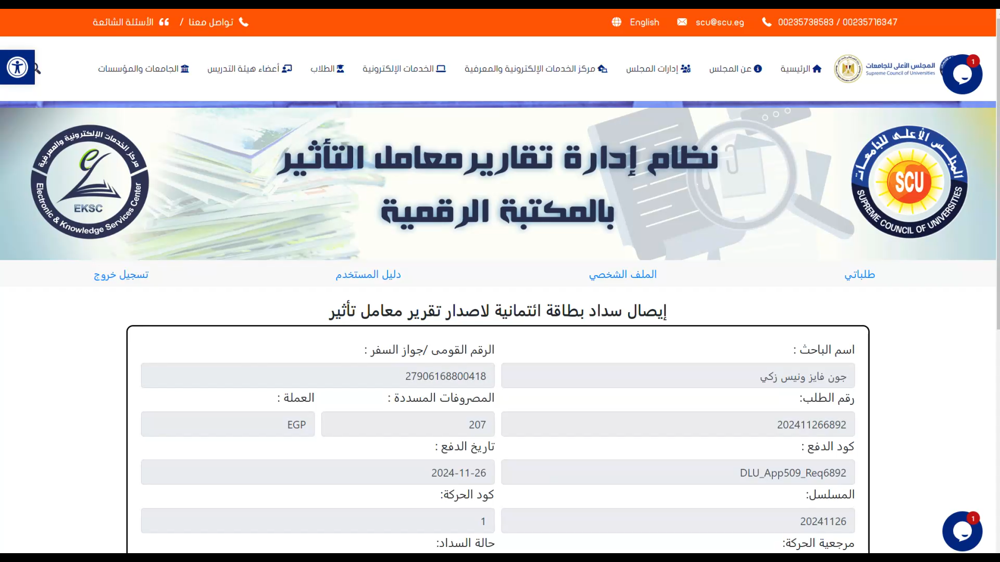 00235738583 / 00235716347
scu@scu.eg
English
تواصل معنا /
الأسئلة الشائعة
المجلس الأعلى للجامعات
Supreme Council of Universities
الرئيسية
عن المجلس
إدارات المجلس
مركز الخدمات الإلكترونية والمعرفية
الخدمات الإلكترونية
الطلاب
أعضاء هيئة التدريس
الجامعات والمؤسسات
1
المجلس الأعلى للجامعات
SCU
SUPREME COUNCIL OF UNIVERSITIES
نظام إدارة تقارير معامل التأثير
بالمكتبة الرقمية
مركز الخدمات الإلكترونية والمعرفية
EKSC
Electronic & Knowledge Services Center
طلباتي
الملف الشخصي
دليل المستخدم
تسجيل خروج
إيصال سداد بطاقة ائتمانية لاصدار تقرير معامل تأثير
اسم الباحث :
الرقم القومى /جواز السفر :
جون فايز ونيس زكي
27906168800418
رقم الطلب:
المصروفات المسددة :
العملة :
202411266892
207
EGP
كود الدفع :
تاريخ الدفع :
DLU_App509_Req6892
2024-11-26
المسلسل:
كود الحركة:
20241126
1
مرجعية الحركة:
حالة السداد:
1